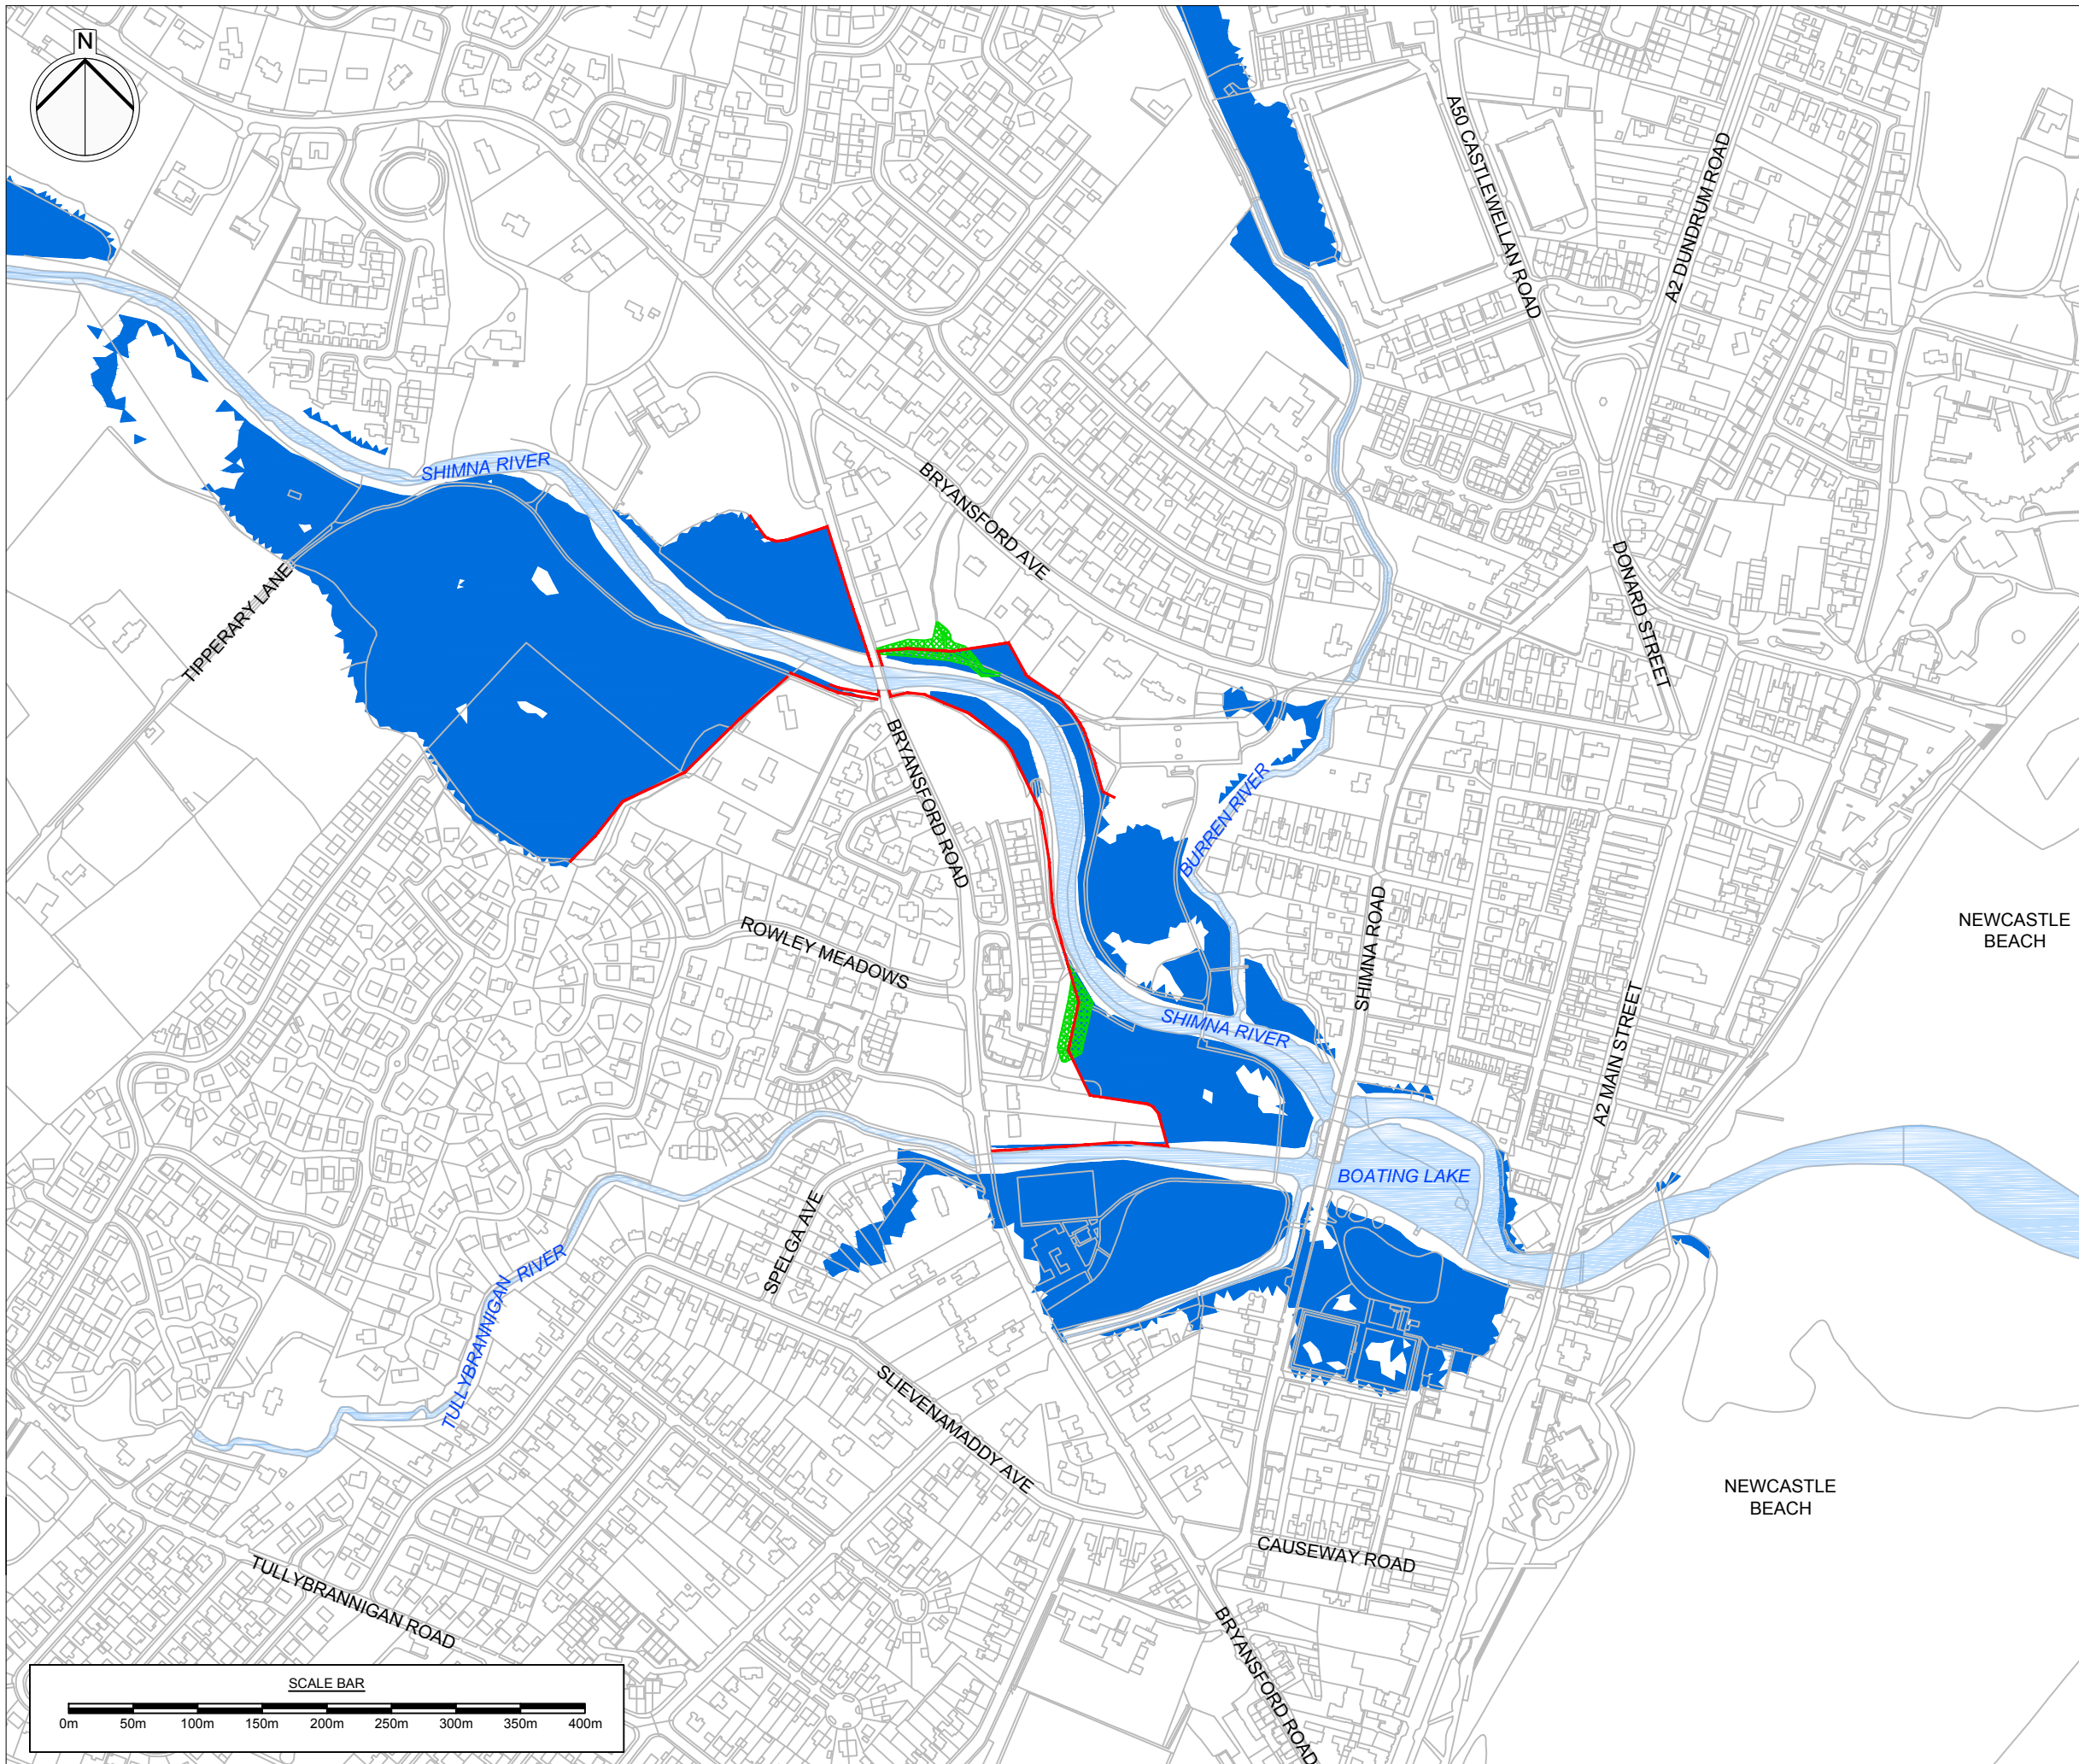 N
A50 CASTLEWELLAN ROAD
A2 DUNDRUM ROAD
SHIMNA RIVER
BRYANSFORD AVE
DONARD STREET
TIPPERARY LANE
BRYANSFORD ROAD
BURREN RIVER
ROWLEY MEADOWS
SHIMNA ROAD
NEWCASTLE
BEACH
SHIMNA RIVER
A2 MAIN STREET
BOATING LAKE
SPELGA AVE
TULLYBRANNIGAN RIVER
SLIEVENAMADDY AVE
NEWCASTLE
BEACH
CAUSEWAY ROAD
TULLYBRANNIGAN ROAD
BRYANSFORD ROAD
SCALE BAR
0m 50m 100m 150m 200m 250m 300m 350m 400m